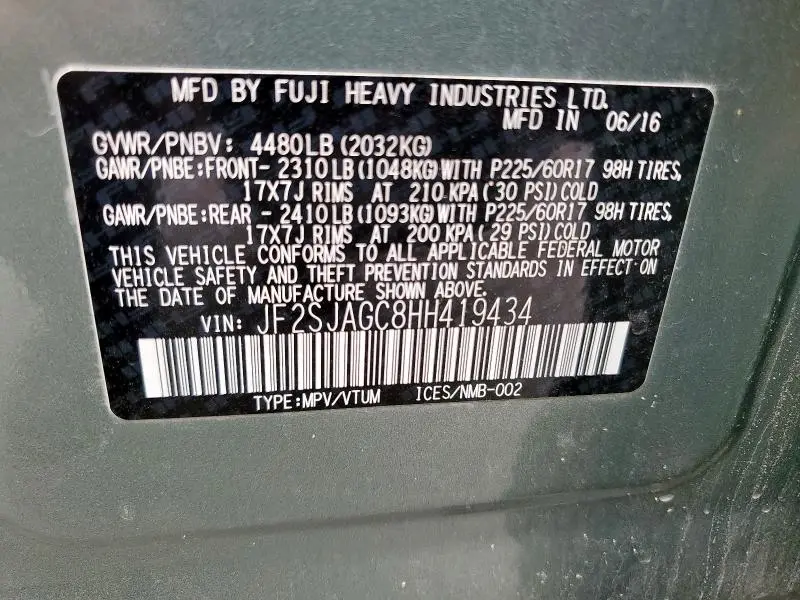 MFD BY FUJI HEAVY INDUSTRIES LTD.
MFD IN 06/16
GVWR/PNBV: 4480LB (2032KG)
GAWR/PNBE:FRONT- 2310LB (1048KG)WITH P225/60R17 98H TIRES,
17X7J RIMS AT 210 KPA (30 PSI)COLD
GAWR/PNBE:REAR - 2410LB (1093KG)WITH P225/60R17 98H TIRES,
17X7J RIMS AT 200 KPA (29 PSI)COLD
THIS VEHICLE CONFORMS TO ALL APPLICABLE FEDERAL MOTOR
VEHICLE SAFETY AND THEFT PREVENTION STANDARDS IN EFFECT ON
THE DATE OF MANUFACTURE SHOWN ABOVE.
VIN: JF2SJAGC8HH419434
TYPE:MPV/VTUM ICES/NMB-002